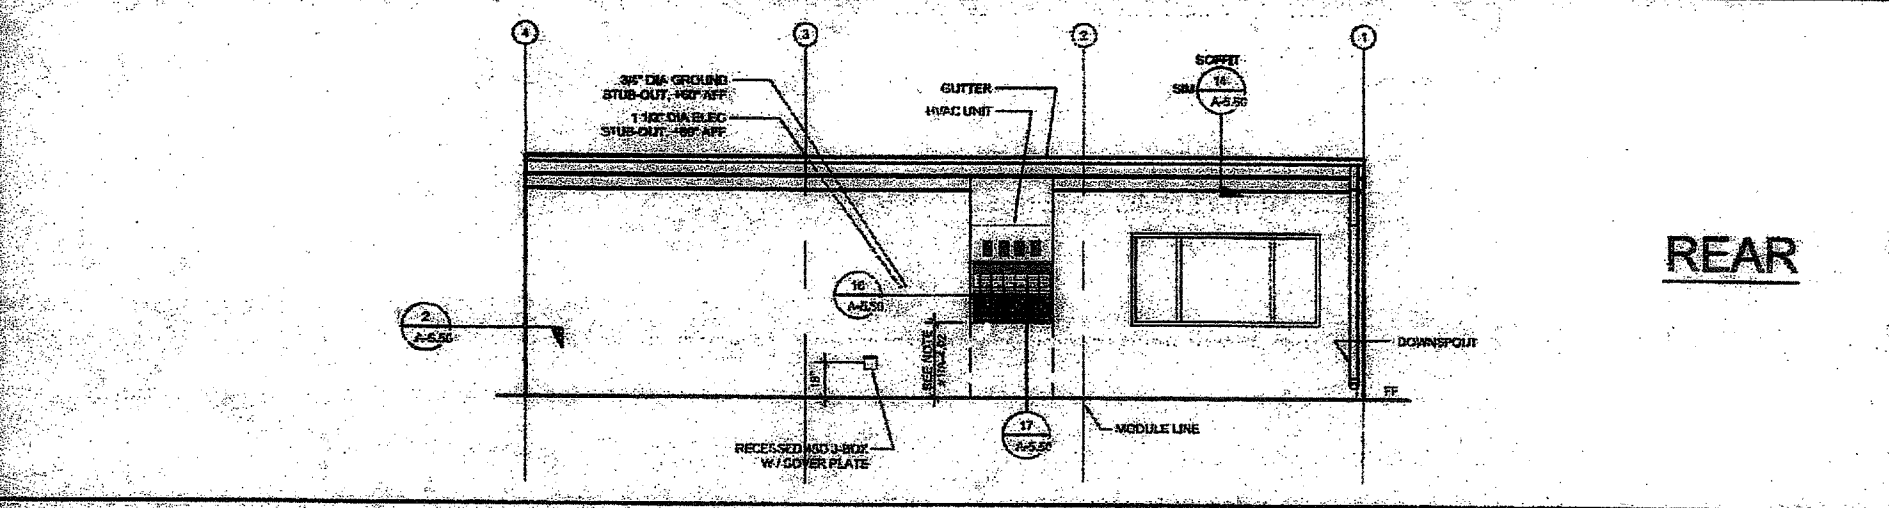 4
3
2
1
3/4" DIA GROUND
STUB-OUT, +60" AFF
1 1/2" DIA ELEC
STUB-OUT, +60" AFF
GUTTER
HVAC UNIT
SOFFIT
14
SIM
A-5.50
16
A-5.50
2
A-5.50
SEE NOTE
18"
DOWNSPOUT
FF
17
A-5.50
MODULE LINE
RECESSED 4SQ J-BOX
W/ COVER PLATE
REAR